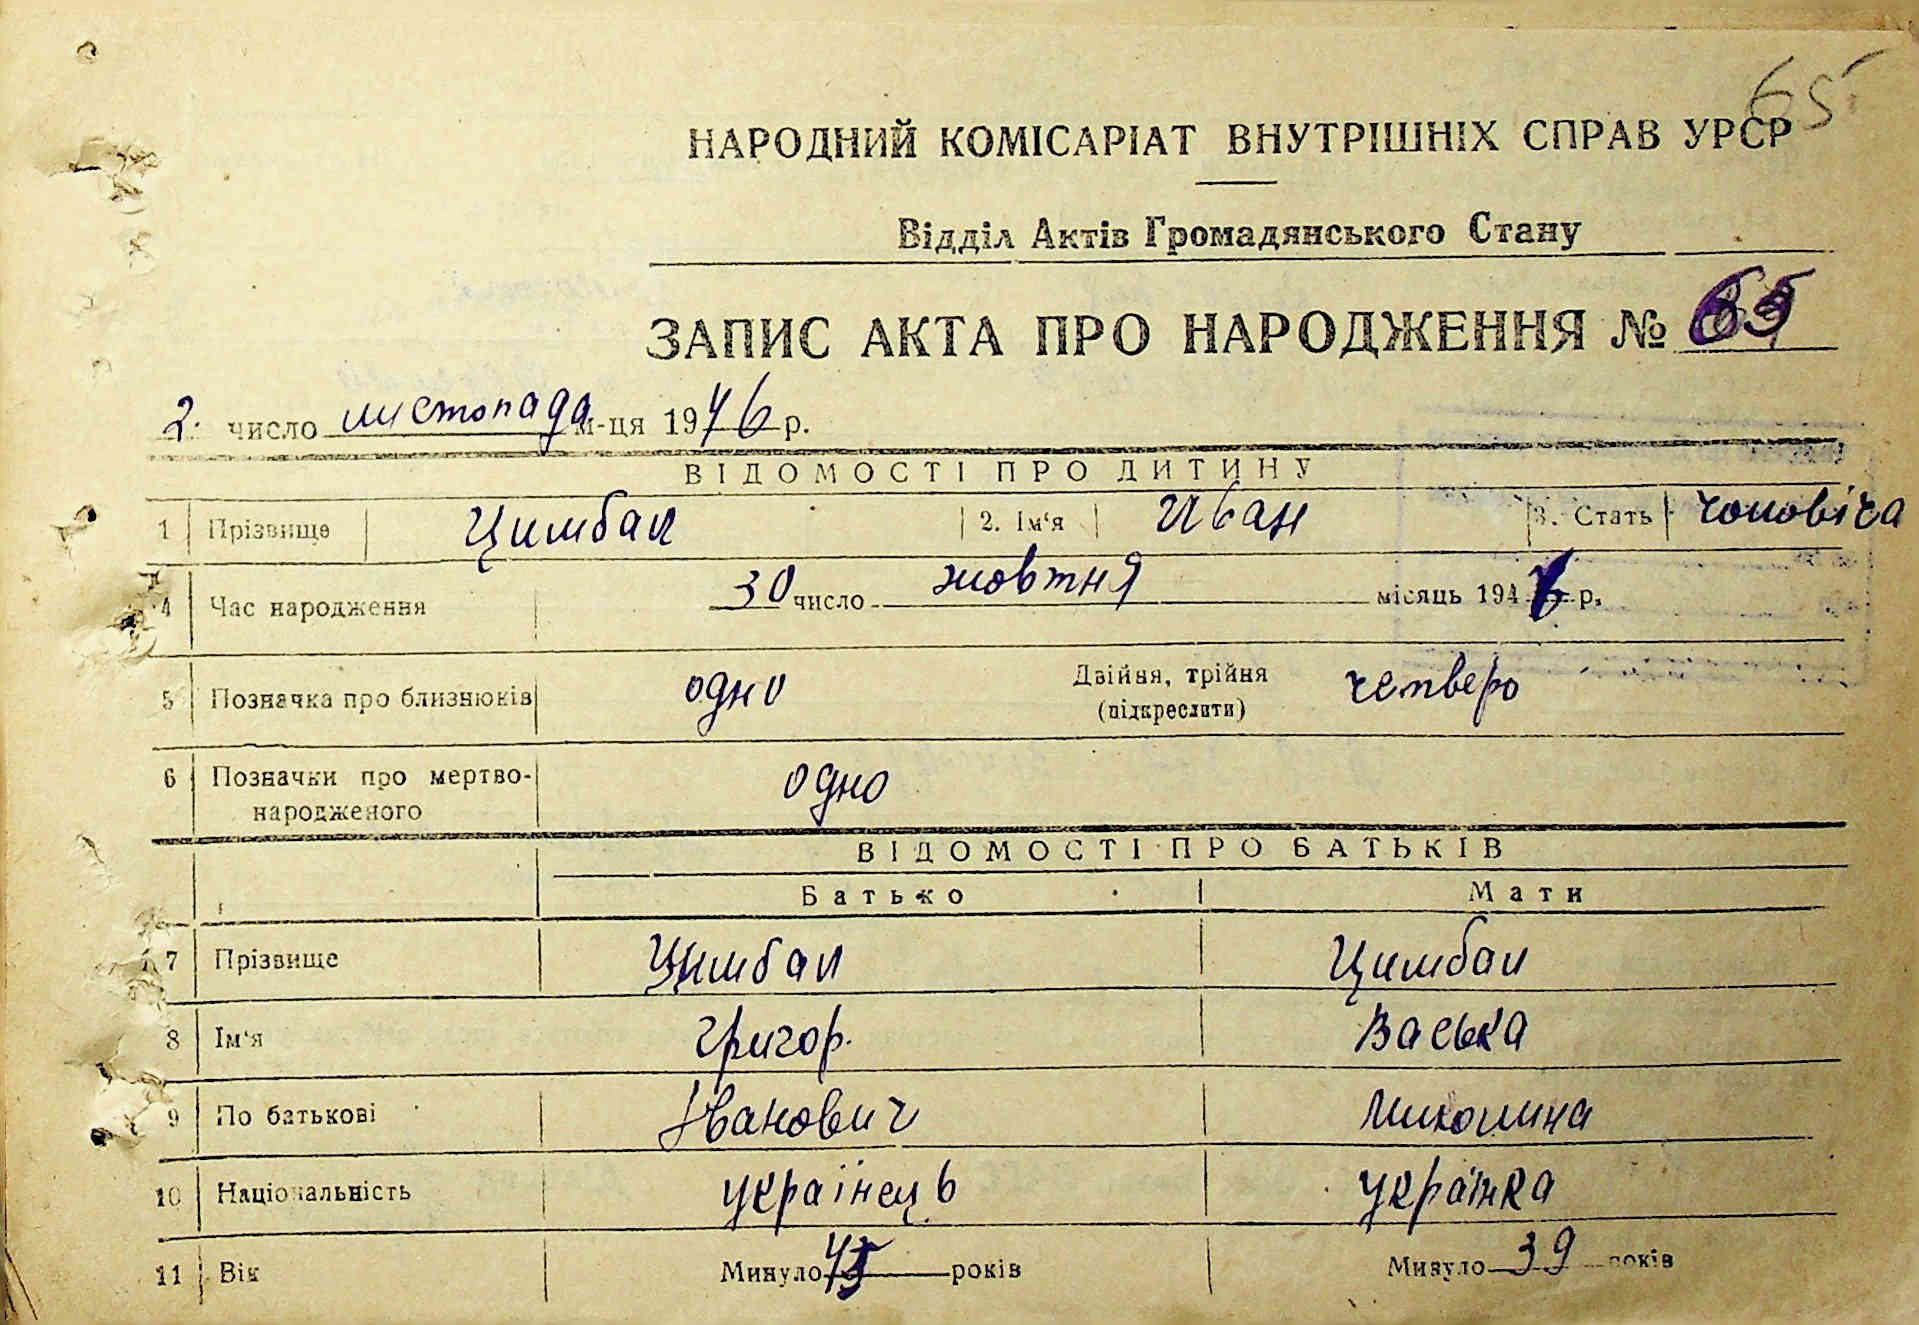 65
НАРОДНИЙ КОМІСАРІАТ ВНУТРІШНІХ СПРАВ УРСР
Відділ Актів Громадянського Стану
ЗАПИС АКТА ПРО НАРОДЖЕННЯ № 65
2. число листопада м-ця 1946 р.
ВІДОМОСТІ ПРО ДИТИНУ
1 Прізвище Цимбал 2. Ім'я Иван 3. Стать чоловіча
4 Час народження 30 число жовтня місяць 1946 р.
5 Позначка про близнюків одно Двійня, трійня (підкреслити) четверо
6 Позначки про мертво-
народженого одно
ВІДОМОСТІ ПРО БАТЬКІВ
Батько Мати
7 Прізвище Цимбал Цимбал
8 Ім'я Григор. Васька
9 По батькові Іванович
10 Національність українець українка
11 Вік Минуло 45 років Минуло 39 років